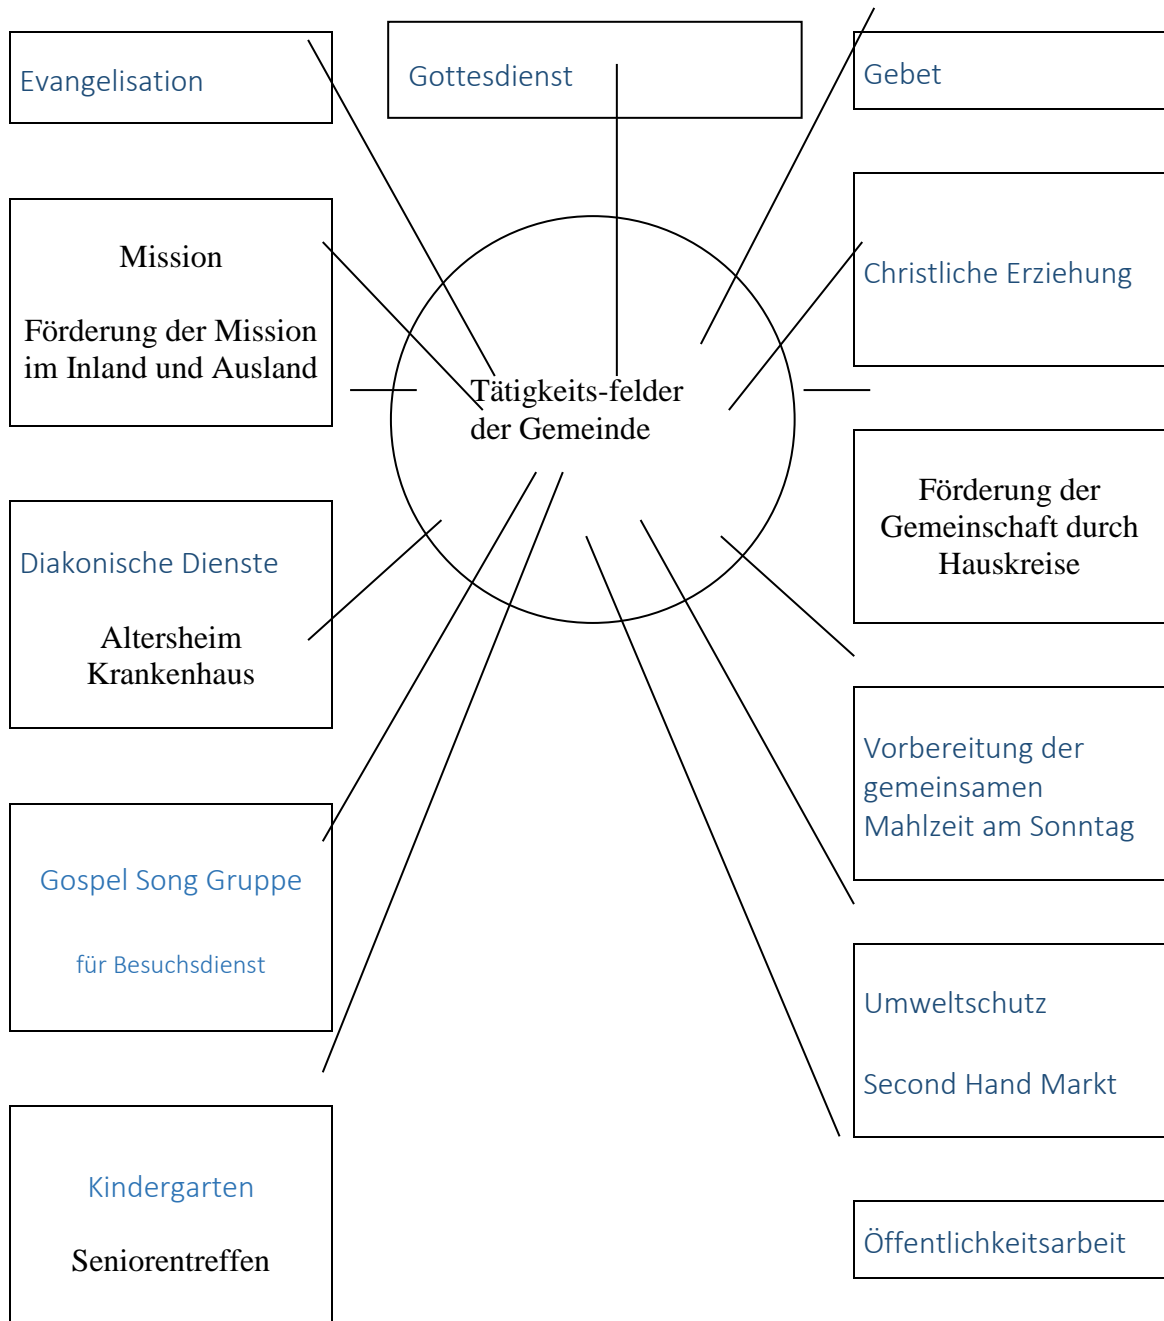 Evangelisation
Gottesdienst
Gebet
Mission
Förderung der Mission
im Inland und Ausland
Christliche Erziehung
Tätigkeits-felder
der Gemeinde
Förderung der
Gemeinschaft durch
Hauskreise
Diakonische Dienste
Altersheim
Krankenhaus
Vorbereitung der
gemeinsamen
Mahlzeit am Sonntag
Gospel Song Gruppe
für Besuchsdienst
Umweltschutz
Second Hand Markt
Kindergarten
Seniorentreffen
Öffentlichkeitsarbeit